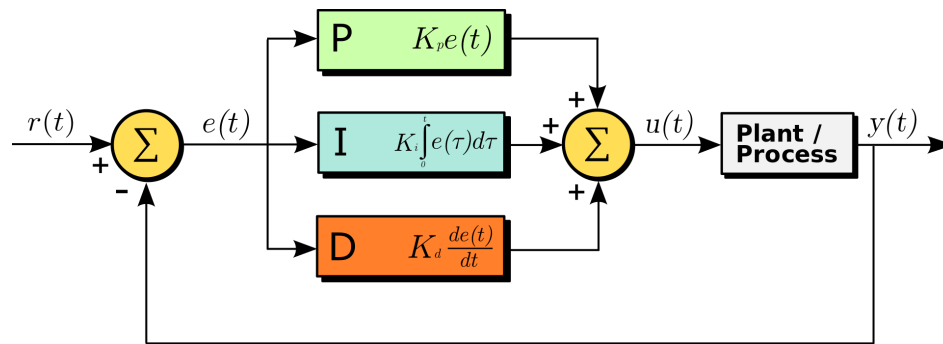 r(t)
+
-
Σ
e(t)
P K_p e(t)
I K_i ∫_0^t e(τ)dτ
D K_d de(t)/dt
+
+
+
Σ
u(t)
Plant /
Process
y(t)